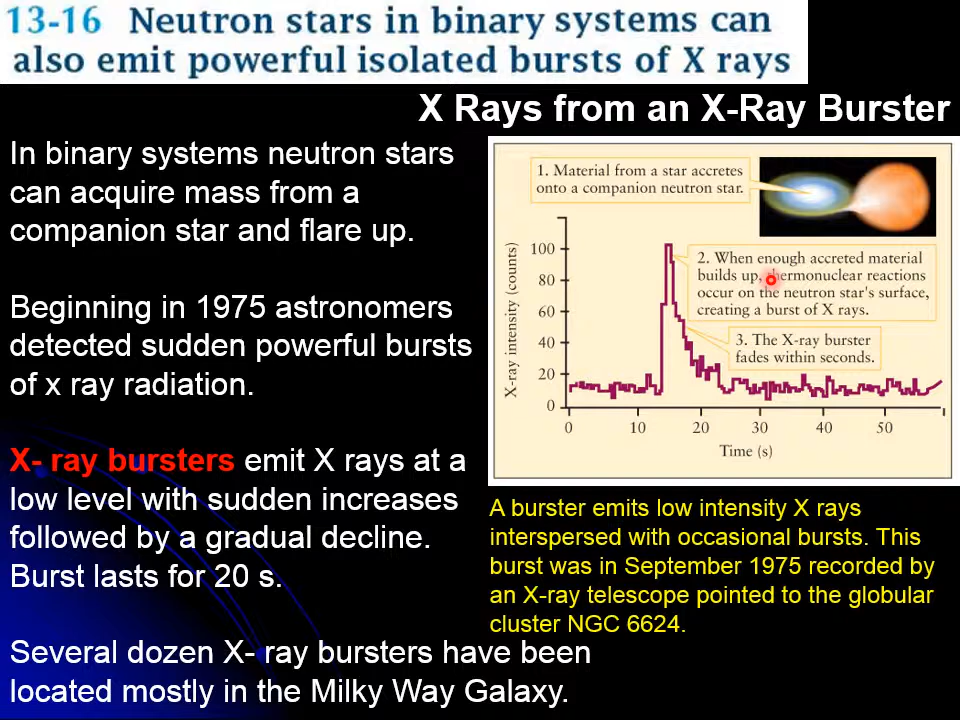 13-16 Neutron stars in binary systems can
also emit powerful isolated bursts of X rays
X Rays from an X-Ray Burster
In binary systems neutron stars
can acquire mass from a
companion star and flare up.
Beginning in 1975 astronomers
detected sudden powerful bursts
of x ray radiation.
X- ray bursters emit X rays at a
low level with sudden increases
followed by a gradual decline.
Burst lasts for 20 s.
Several dozen X- ray bursters have been
located mostly in the Milky Way Galaxy.
1. Material from a star accretes
onto a companion neutron star.
2. When enough accreted material
builds up, thermonuclear reactions
occur on the neutron star's surface,
creating a burst of X rays.
3. The X-ray burster
fades within seconds.
X-ray intensity (counts)
100
80
60
40
20
0
0 10 20 30 40 50
Time (s)
A burster emits low intensity X rays
interspersed with occasional bursts. This
burst was in September 1975 recorded by
an X-ray telescope pointed to the globular
cluster NGC 6624.